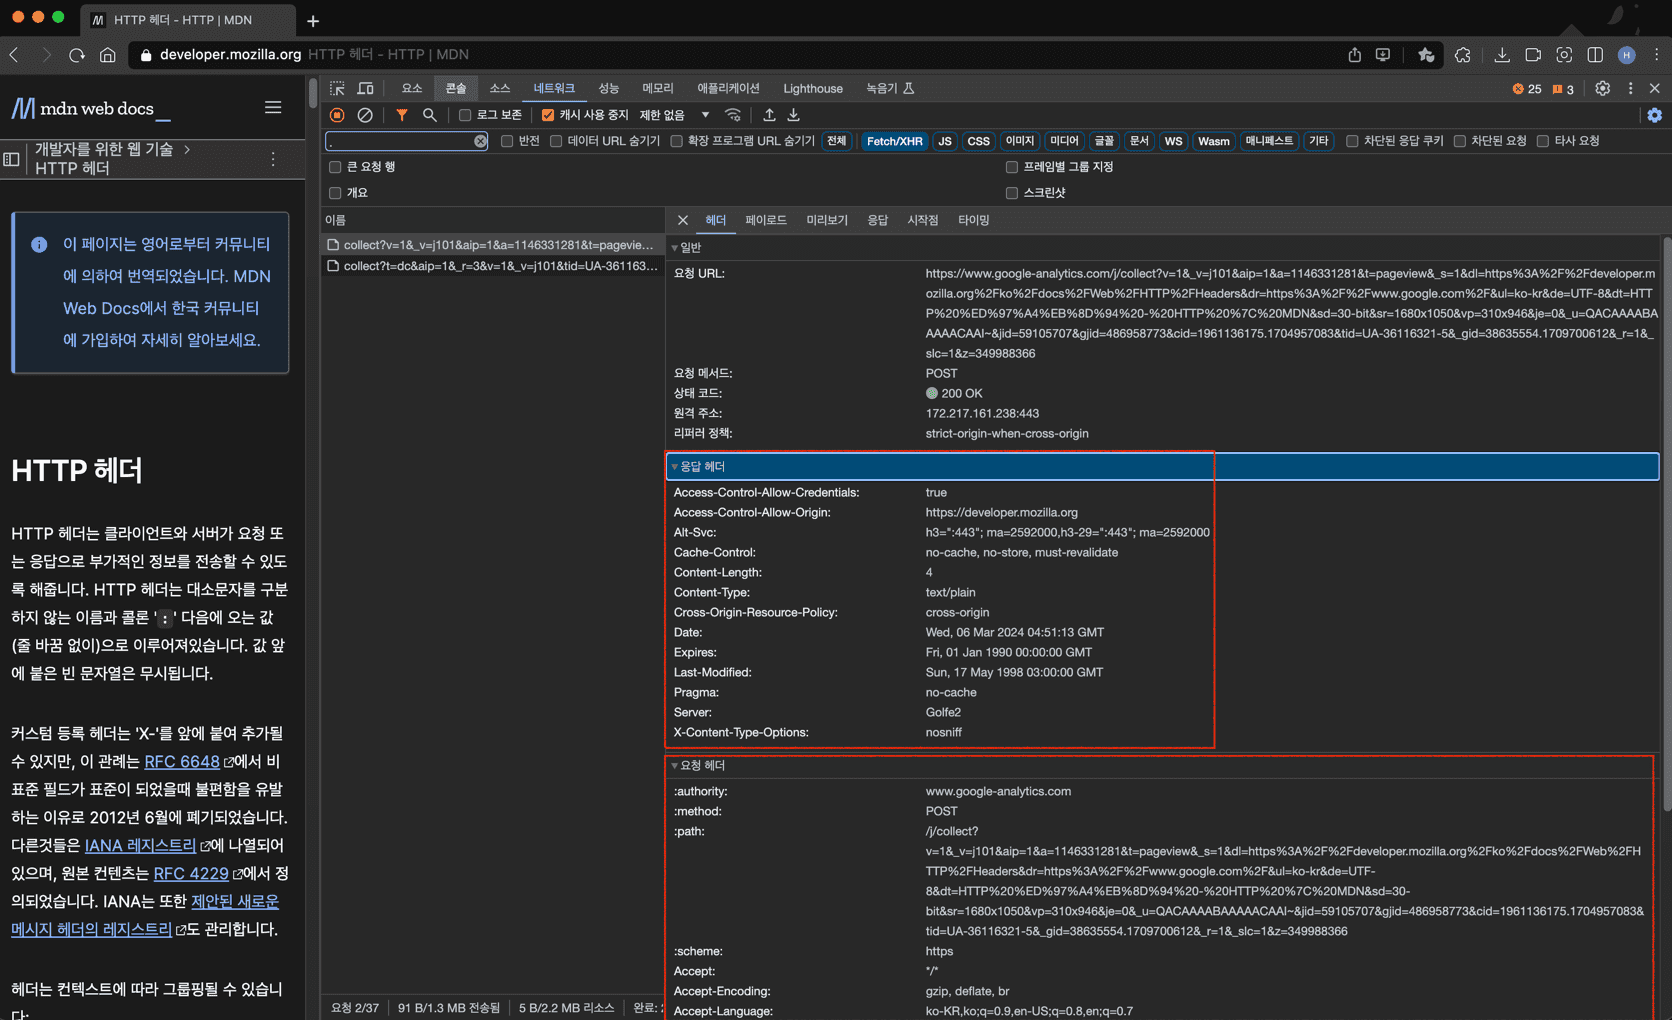 HTTP 헤더 - HTTP | MDN
developer.mozilla.org HTTP 헤더 - HTTP | MDN
H
mdn web docs_
개발자를 위한 웹 기술 >
HTTP 헤더
이 페이지는 영어로부터 커뮤니티
에 의하여 번역되었습니다. MDN
Web Docs에서 한국 커뮤니티
에 가입하여 자세히 알아보세요.
HTTP 헤더
HTTP 헤더는 클라이언트와 서버가 요청 또
는 응답으로 부가적인 정보를 전송할 수 있도
록 해줍니다. HTTP 헤더는 대소문자를 구분
하지 않는 이름과 콜론 ':' 다음에 오는 값
(줄 바꿈 없이)으로 이루어져있습니다. 값 앞
에 붙은 빈 문자열은 무시됩니다.
커스텀 등록 헤더는 'X-'를 앞에 붙여 추가될
수 있지만, 이 관례는 RFC 6648에서 비
표준 필드가 표준이 되었을때 불편함을 유발
하는 이유로 2012년 6월에 폐기되었습니다.
다른것들은 IANA 레지스트리에 나열되어
있으며, 원본 컨텐츠는 RFC 4229에서 정
의되었습니다. IANA는 또한 제안된 새로운
메시지 헤더의 레지스트리도 관리합니다.
헤더는 컨텍스트에 따라 그룹핑될 수 있습니
다:
요소 콘솔 소스 네트워크 성능 메모리 애플리케이션 Lighthouse 녹음기 25 3
로그 보존 캐시 사용 중지 제한 없음
. 반전 데이터 URL 숨기기 확장 프로그램 URL 숨기기 전체 Fetch/XHR JS CSS 이미지 미디어 글꼴 문서 WS Wasm 매니페스트 기타 차단된 응답 쿠키 차단된 요청 타사 요청
큰 요청 행 프레임별 그룹 지정
개요 스크린샷
이름
collect?v=1&_v=j101&aip=1&a=1146331281&t=pagevie...
collect?t=dc&aip=1&_r=3&v=1&_v=j101&tid=UA-361163...
요청 2/37 91 B/1.3 MB 전송됨 5 B/2.2 MB 리소스 완료: 2
헤더 페이로드 미리보기 응답 시작점 타이밍
일반
요청 URL: https://www.google-analytics.com/j/collect?v=1&_v=j101&aip=1&a=1146331281&t=pageview&_s=1&dl=https%3A%2F%2Fdeveloper.m
ozilla.org%2Fko%2Fdocs%2FWeb%2FHTTP%2FHeaders&dr=https%3A%2F%2Fwww.google.com%2F&ul=ko-kr&de=UTF-8&dt=HTT
P%20%ED%97%A4%EB%8D%94%20-%20HTTP%20%7C%20MDN&sd=30-bit&sr=1680x1050&vp=310x946&je=0&_u=QACAAAABA
AAAACAAI~&jid=59105707&gjid=486958773&cid=1961136175.1704957083&tid=UA-36116321-5&_gid=38635554.1709700612&_r=1&_
slc=1&z=349988366
요청 메서드: POST
상태 코드: 200 OK
원격 주소: 172.217.161.238:443
리퍼러 정책: strict-origin-when-cross-origin
응답 헤더
Access-Control-Allow-Credentials: true
Access-Control-Allow-Origin: https://developer.mozilla.org
Alt-Svc: h3=":443"; ma=2592000,h3-29=":443"; ma=2592000
Cache-Control: no-cache, no-store, must-revalidate
Content-Length: 4
Content-Type: text/plain
Cross-Origin-Resource-Policy: cross-origin
Date: Wed, 06 Mar 2024 04:51:13 GMT
Expires: Fri, 01 Jan 1990 00:00:00 GMT
Last-Modified: Sun, 17 May 1998 03:00:00 GMT
Pragma: no-cache
Server: Golfe2
X-Content-Type-Options: nosniff
요청 헤더
:authority: www.google-analytics.com
:method: POST
:path: /j/collect?
v=1&_v=j101&aip=1&a=1146331281&t=pageview&_s=1&dl=https%3A%2F%2Fdeveloper.mozilla.org%2Fko%2Fdocs%2FWeb%2FH
TTP%2FHeaders&dr=https%3A%2F%2Fwww.google.com%2F&ul=ko-kr&de=UTF-
8&dt=HTTP%20%ED%97%A4%EB%8D%94%20-%20HTTP%20%7C%20MDN&sd=30-
bit&sr=1680x1050&vp=310x946&je=0&_u=QACAAAABAAAAACAAI~&jid=59105707&gjid=486958773&cid=1961136175.1704957083&
tid=UA-36116321-5&_gid=38635554.1709700612&_r=1&_slc=1&z=349988366
:scheme: https
Accept: */*
Accept-Encoding: gzip, deflate, br
Accept-Language: ko-KR,ko;q=0.9,en-US;q=0.8,en;q=0.7